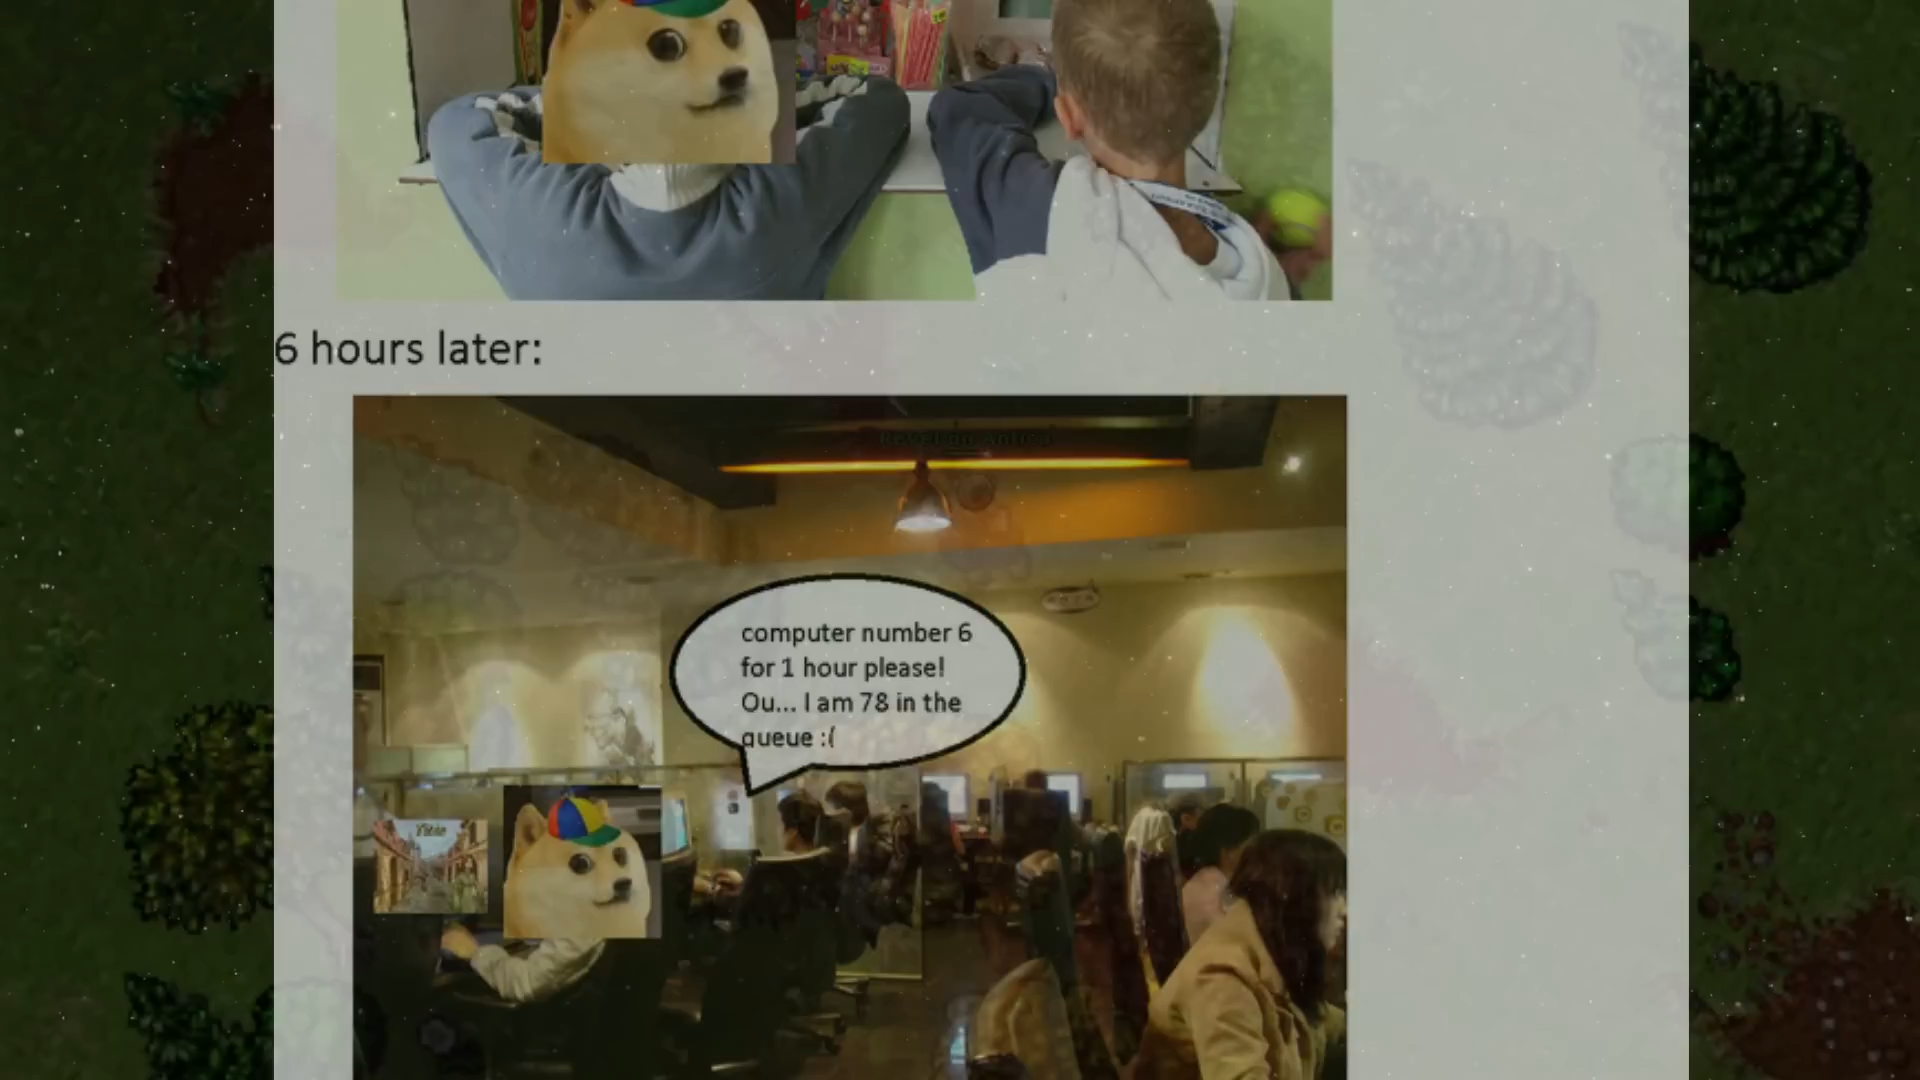 6 hours later:
computer number 6
for 1 hour please!
Ou... I am 78 in the
queue :(